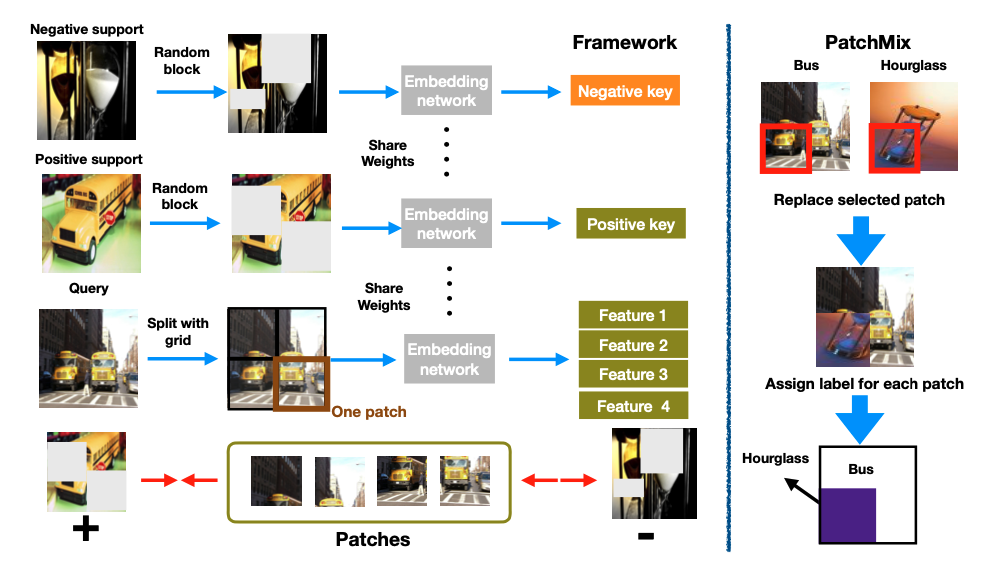 Negative support
Random
block
Embedding
network
Framework
Negative key
Share
Weights
Positive support
Random
block
Embedding
network
Positive key
Share
Weights
Query
Split with
grid
One patch
Embedding
network
Feature 1
Feature 2
Feature 3
Feature 4
+
Patches
-
PatchMix
Bus
Hourglass
Replace selected patch
Assign label for each patch
Hourglass
Bus